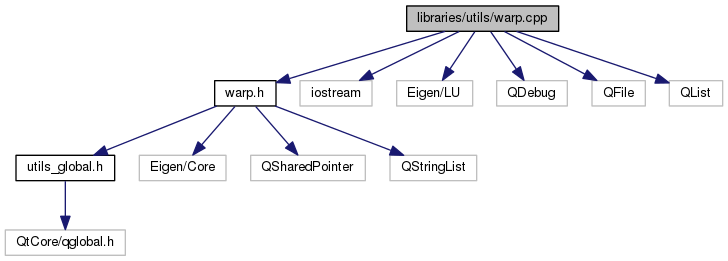 libraries/utils/warp.cpp
warp.h
iostream
Eigen/LU
QDebug
QFile
QList
utils_global.h
Eigen/Core
QSharedPointer
QStringList
QtCore/qglobal.h